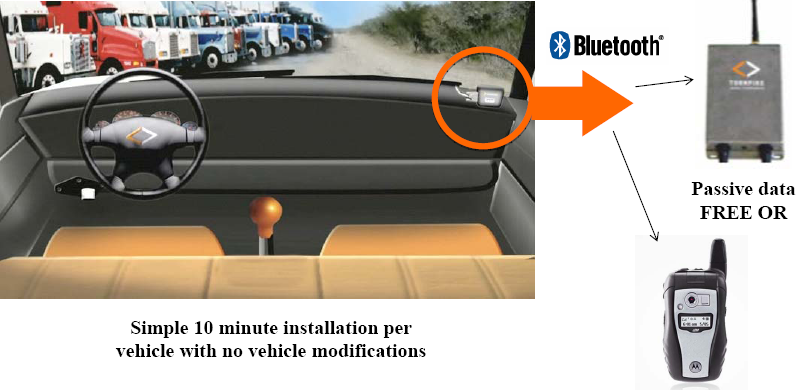 Bluetooth®
TURNPIKE
Passive data
FREE OR
Simple 10 minute installation per
vehicle with no vehicle modifications